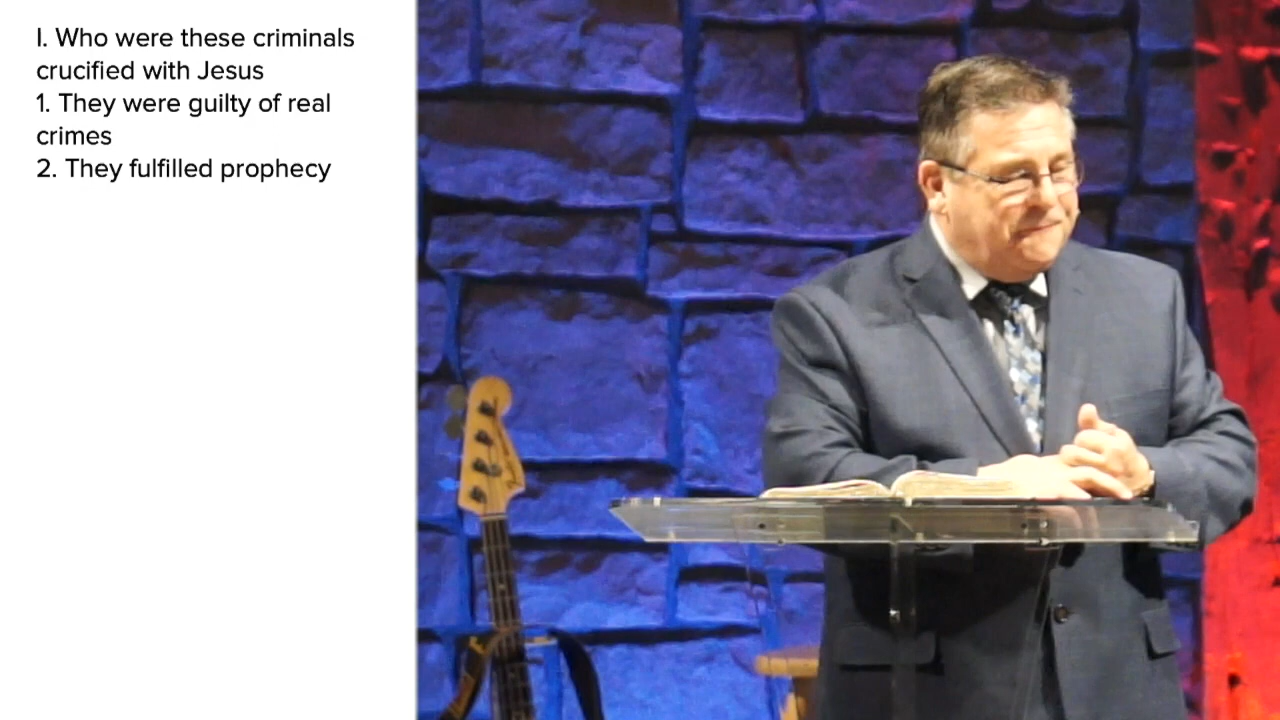 I. Who were these criminals
crucified with Jesus
1. They were guilty of real
crimes
2. They fulfilled prophecy